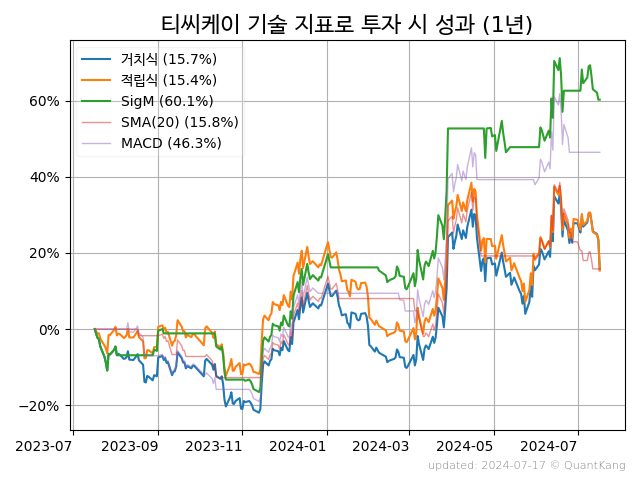 티씨케이 기술 지표로 투자 시 성과 (1년)
거치식 (15.7%)
적립식 (15.4%)
SigM (60.1%)
SMA(20) (15.8%)
MACD (46.3%)
60%
40%
20%
0%
−20%
2023-07 2023-09 2023-11 2024-01 2024-03 2024-05 2024-07
updated: 2024-07-17 © QuantKang